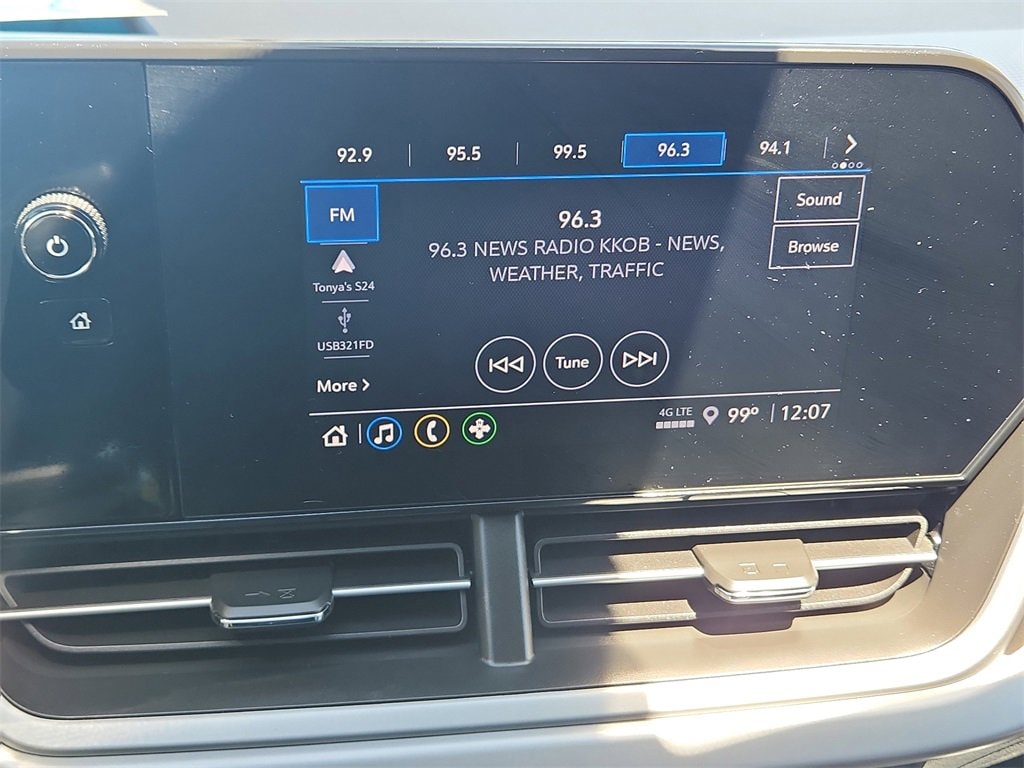 92.9 95.5 99.5 96.3 94.1
FM
96.3
Sound
96.3 NEWS RADIO KKOB - NEWS,
WEATHER, TRAFFIC
Browse
Tonya's S24
USB321FD
Tune
More
4G LTE
99° 12:07